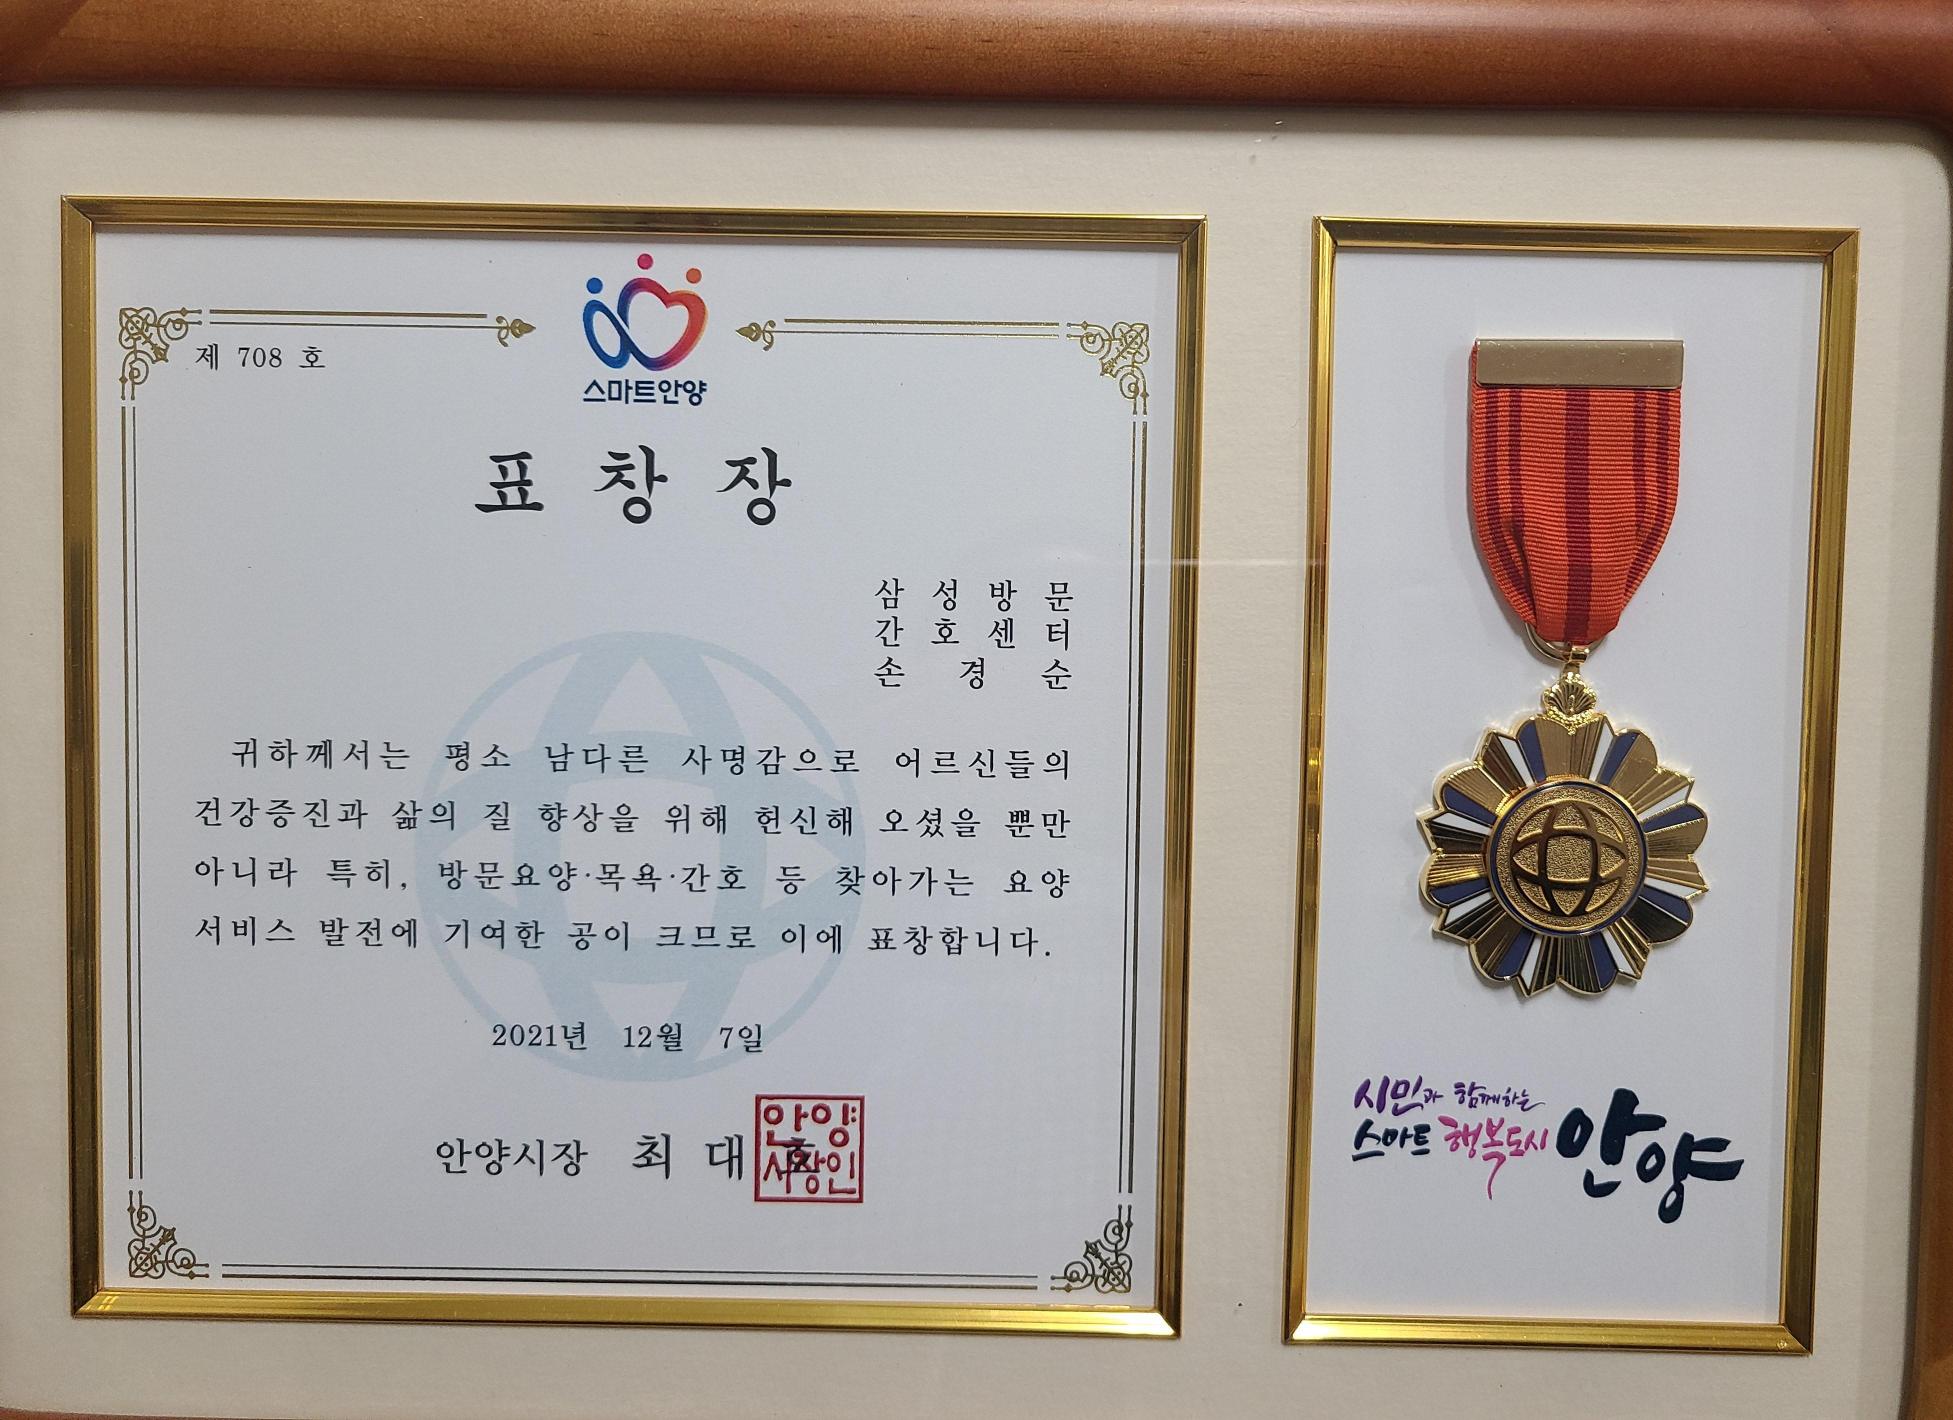 제 708 호
스마트안양
표 창 장
삼 성 방 문
간 호 센 터
손 경 순
귀하께서는 평소 남다른 사명감으로 어르신들의
건강증진과 삶의 질 향상을 위해 헌신해 오셨을 뿐만
아니라 특히, 방문요양·목욕·간호 등 찾아가는 요양
서비스 발전에 기여한 공이 크므로 이에 표창합니다.
2021년 12월 7일
안양시장 최 대 호
안양
시장인
시민과 함께하는
스마트 행복도시 안양